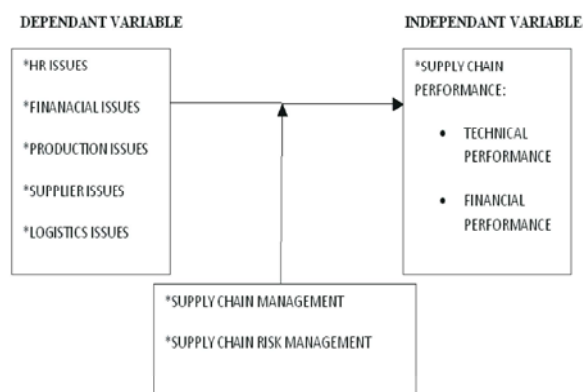 DEPENDANT VARIABLE
*HR ISSUES
*FINANACIAL ISSUES
*PRODUCTION ISSUES
*SUPPLIER ISSUES
*LOGISTICS ISSUES
INDEPENDANT VARIABLE
*SUPPLY CHAIN
PERFORMANCE:
• TECHNICAL
PERFORMANCE
• FINANCIAL
PERFORMANCE
*SUPPLY CHAIN MANAGEMENT
*SUPPLY CHAIN RISK MANAGEMENT